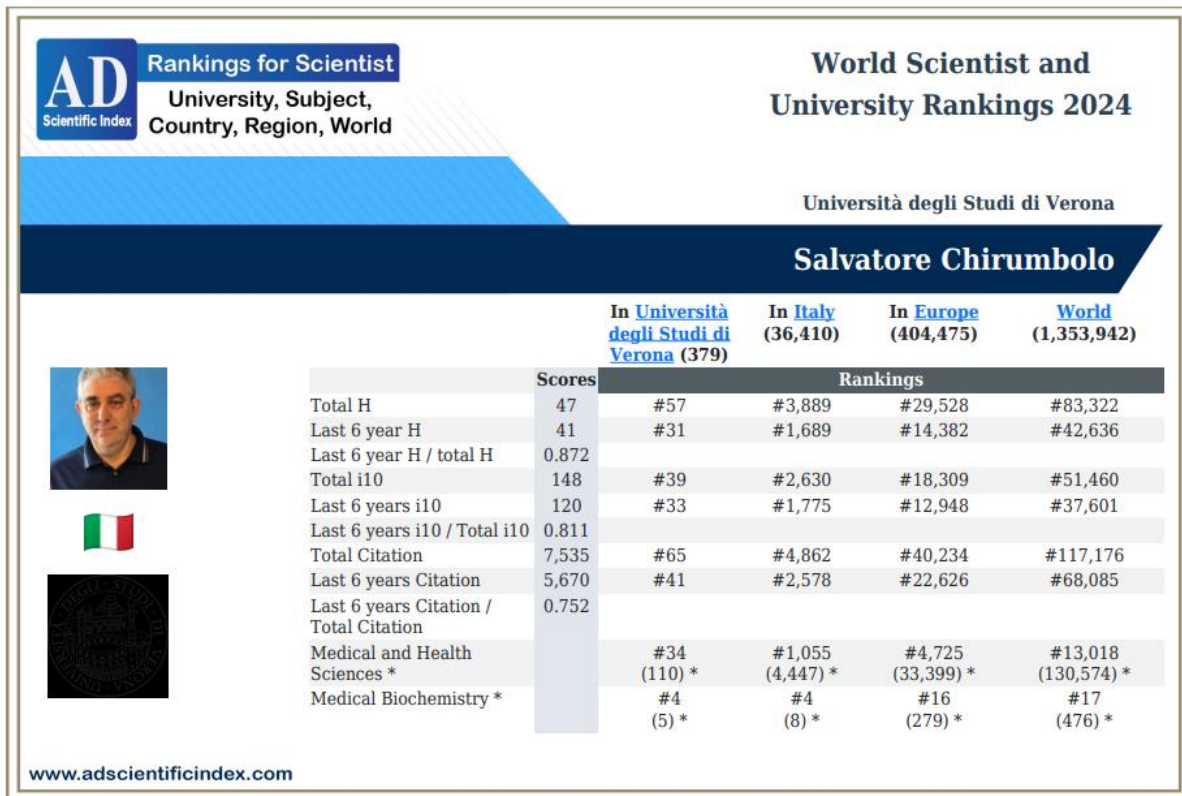 AD
Scientific Index
Rankings for Scientist
University, Subject,
Country, Region, World
World Scientist and
University Rankings 2024
Università degli Studi di Verona
Salvatore Chirumbolo
In Università degli Studi di Verona (379) In Italy (36,410) In Europe (404,475) World (1,353,942)
Scores Rankings
Total H 47 #57 #3,889 #29,528 #83,322
Last 6 year H 41 #31 #1,689 #14,382 #42,636
Last 6 year H / total H 0.872
Total i10 148 #39 #2,630 #18,309 #51,460
Last 6 years i10 120 #33 #1,775 #12,948 #37,601
Last 6 years i10 / Total i10 0.811
Total Citation 7,535 #65 #4,862 #40,234 #117,176
Last 6 years Citation 5,670 #41 #2,578 #22,626 #68,085
Last 6 years Citation / 0.752
Total Citation
Medical and Health #34 #1,055 #4,725 #13,018
Sciences * (110) * (4,447) * (33,399) * (130,574) *
Medical Biochemistry * #4 #4 #16 #17
(5) * (8) * (279) * (476) *
www.adscientificindex.com